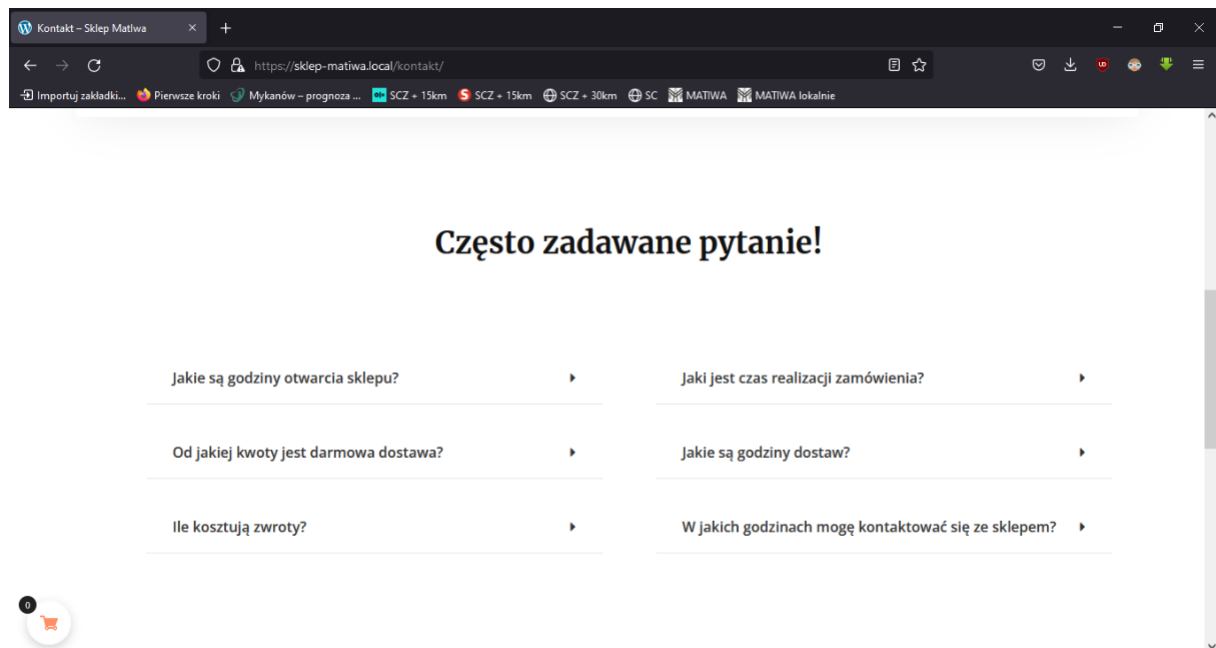 Kontakt – Sklep Matiwa
https://sklep-matiwa.local/kontakt/
Importuj zakładki... Pierwsze kroki Mykanów – prognoza ... SCZ + 15km SCZ + 15km SCZ + 30km SC MATIWA MATIWA lokalnie
Często zadawane pytanie!
Jakie są godziny otwarcia sklepu? Jaki jest czas realizacji zamówienia?
Od jakiej kwoty jest darmowa dostawa? Jakie są godziny dostaw?
Ile kosztują zwroty? W jakich godzinach mogę kontaktować się ze sklepem?
0